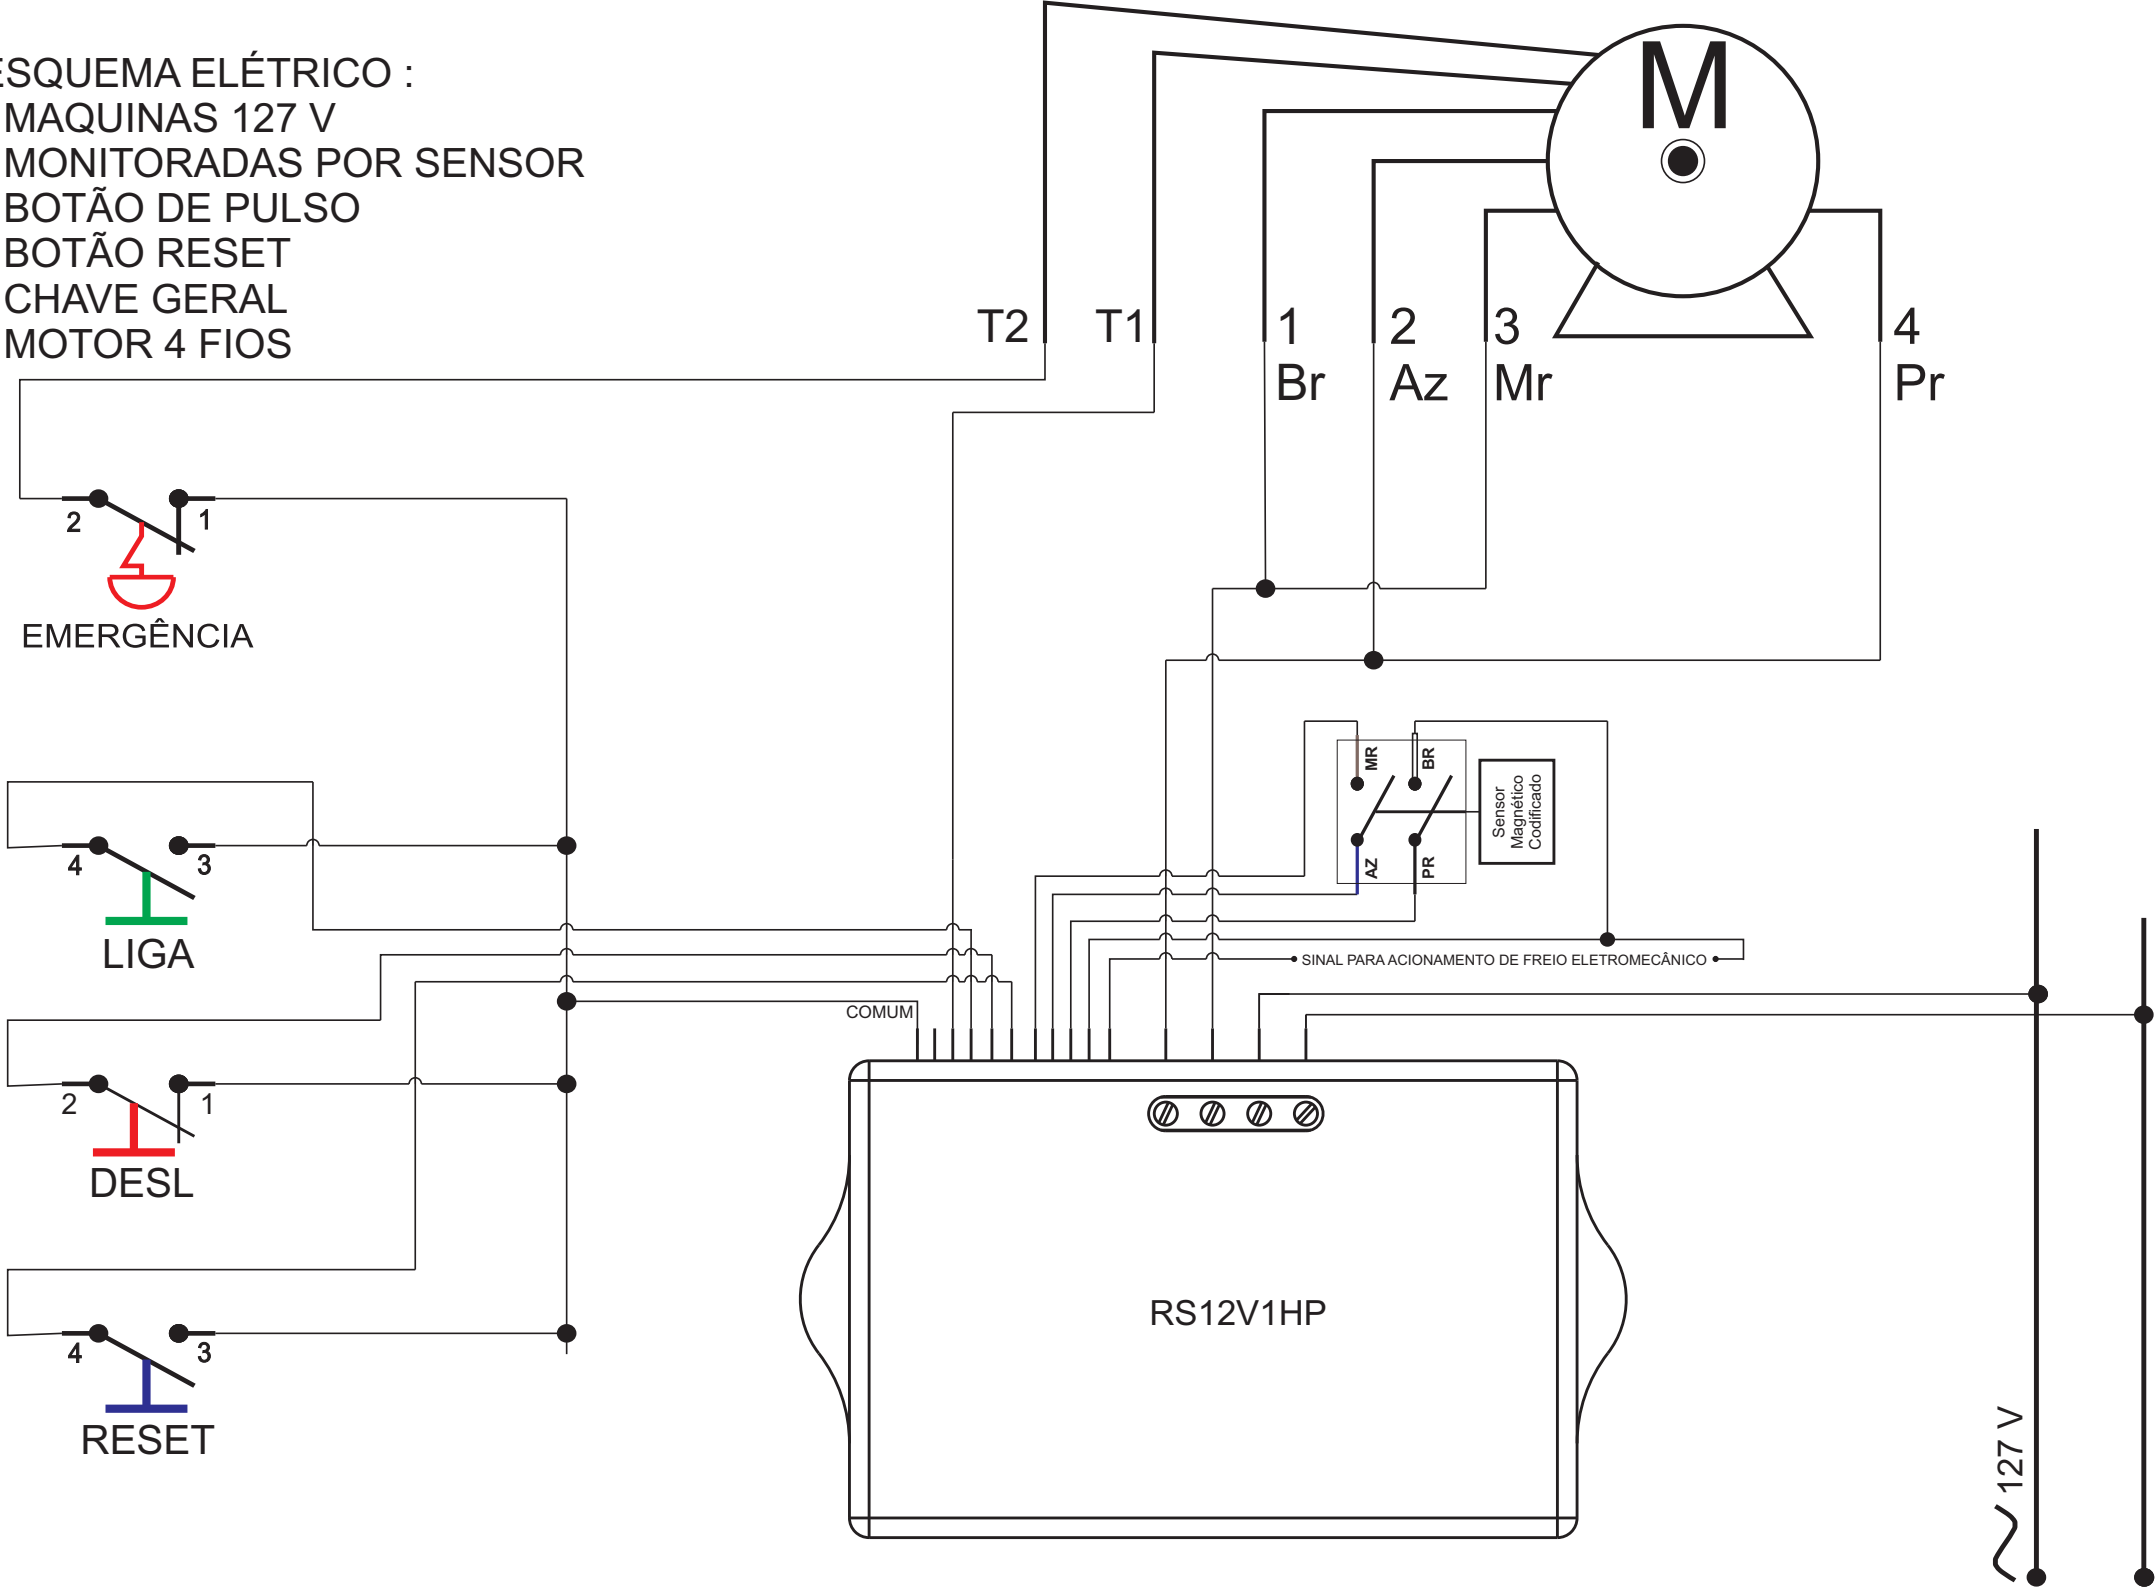 ESQUEMA ELÉTRICO :
MAQUINAS 127 V
MONITORADAS POR SENSOR
BOTÃO DE PULSO
BOTÃO RESET
CHAVE GERAL
MOTOR 4 FIOS
M
T2
T1
1
Br
2
Az
3
Mr
4
Pr
2
1
EMERGÊNCIA
MR
BR
AZ
PR
Sensor
Magnético
Codificado
4
3
LIGA
SINAL PARA ACIONAMENTO DE FREIO ELETROMECÂNICO
COMUM
2
1
DESL
RS12V1HP
4
3
RESET
127 V